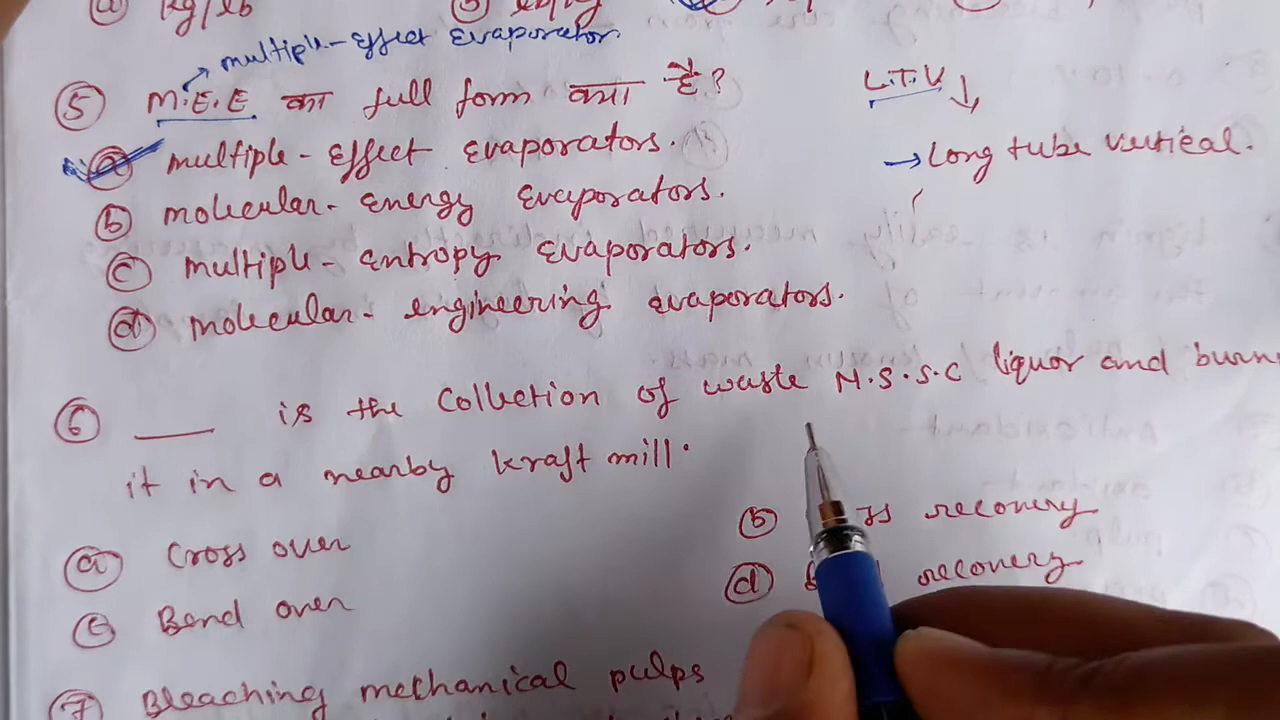 (a) kg/lb
multiple-Effect Evaporator.
(5) M.E.E का full form क्या है?
(a) multiple-Effect Evaporators.
(b) molecular-Energy Evaporators.
(c) multiple-Entropy Evaporators.
(d) molecular-engineering evaporators.
L.T.V
→Long tube vertical.
(6) ____ is the collection of waste N.S.S.C liquor and burn
it in a nearby kraft mill.
(a) Cross over
(b) recovery
(c) Bend over
(d) recovery
(7) Bleaching mechanical pulps